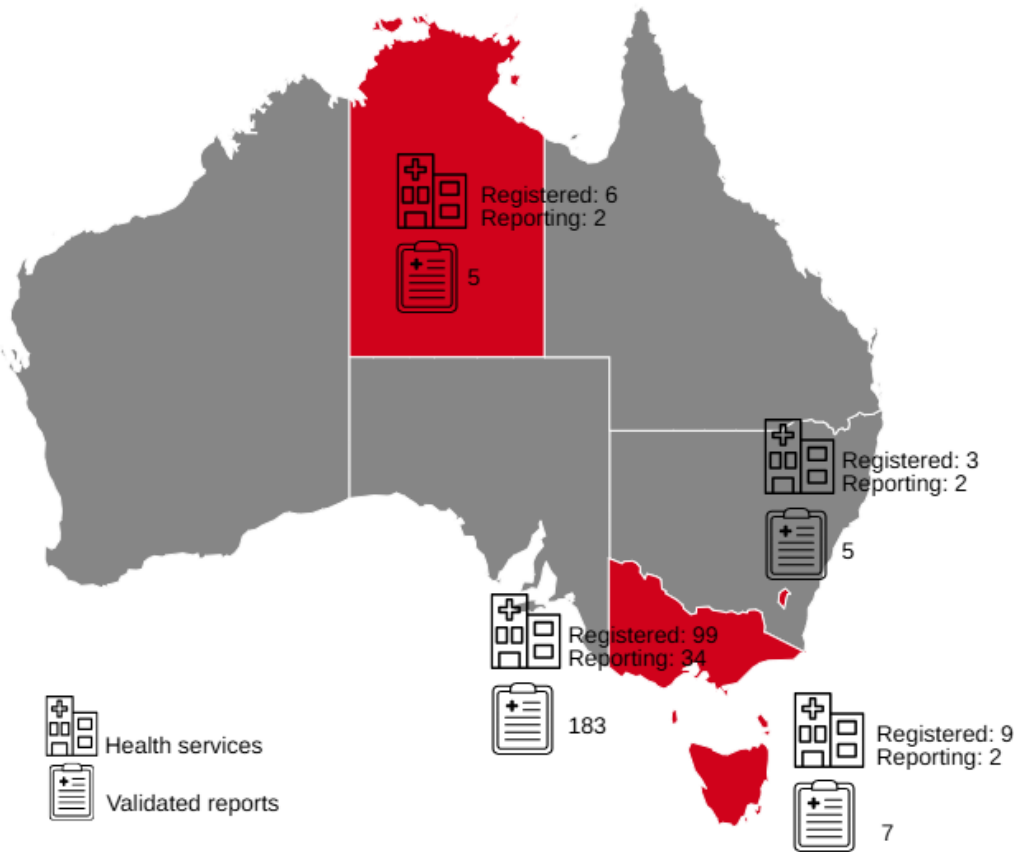 Registered: 6
Reporting: 2
5
Registered: 3
Reporting: 2
5
Registered: 99
Reporting: 34
183
Registered: 9
Reporting: 2
7
Health services
Validated reports